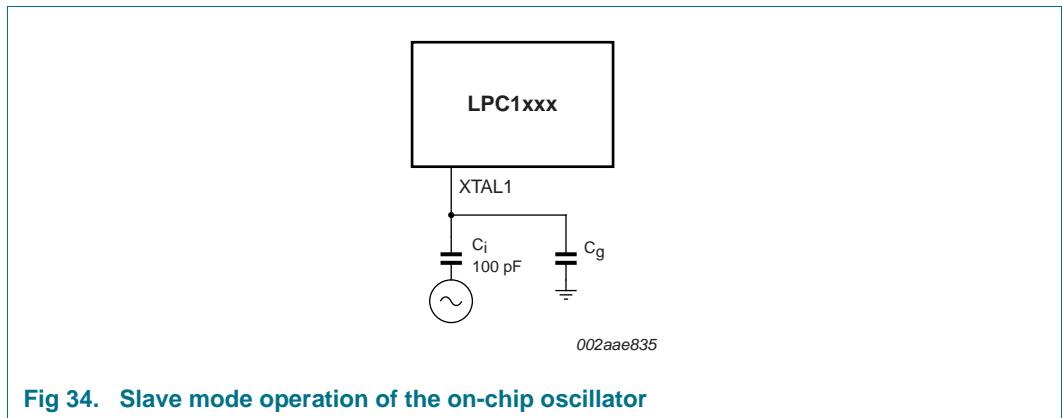 LPC1xxx
XTAL1
Ci
100 pF
Cg
002aae835
Fig 34. Slave mode operation of the on-chip oscillator